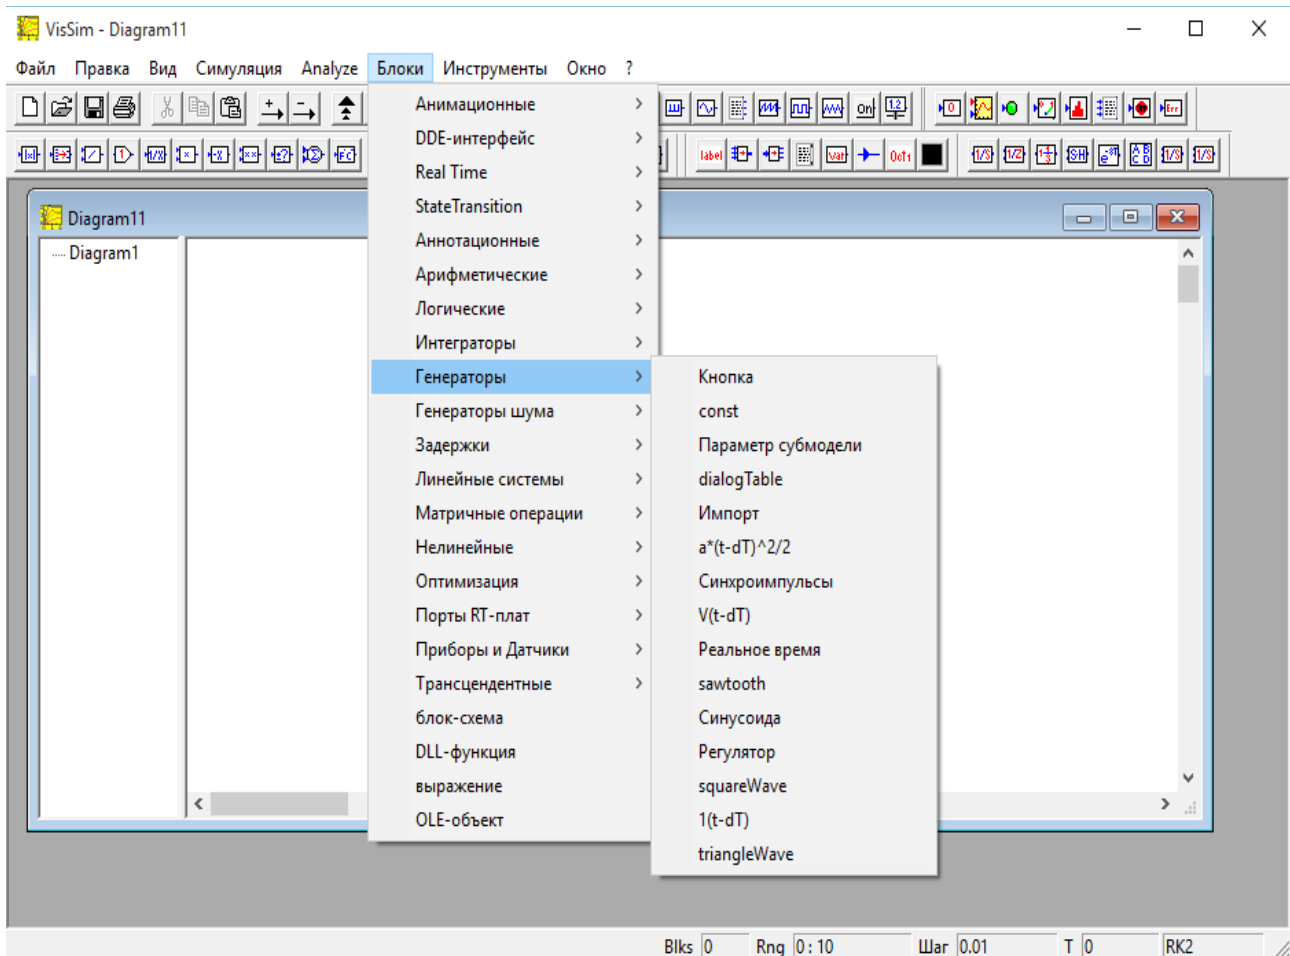 VisSim - Diagram11
Файл Правка Вид Симуляция Analyze Блоки Инструменты Окно ?
Анимационные
DDE-интерфейс
Real Time
StateTransition
Аннотационные
Арифметические
Логические
Интеграторы
Генераторы
Генераторы шума
Задержки
Линейные системы
Матричные операции
Нелинейные
Оптимизация
Порты RT-плат
Приборы и Датчики
Трансцендентные
блок-схема
DLL-функция
выражение
OLE-объект
Кнопка
const
Параметр субмодели
dialogTable
Импорт
a*(t-dT)^2/2
Синхроимпульсы
V(t-dT)
Реальное время
sawtooth
Синусоида
Регулятор
squareWave
1(t-dT)
triangleWave
label var
Diagram11
Diagram1
Blks 0 Rng 0 : 10 Шаг 0.01 T 0 RK2